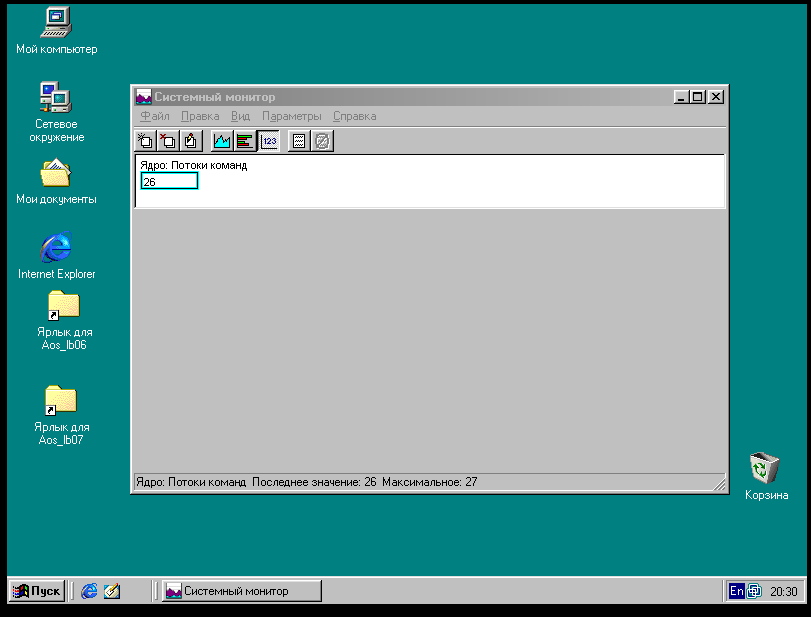 Мой компьютер
Сетевое
окружение
Мои документы
Internet Explorer
Ярлык для
Aos_lb06
Ярлык для
Aos_lb07
Системный монитор
Файл Правка Вид Параметры Справка
123
Ядро: Потоки команд
26
Ядро: Потоки команд Последнее значение: 26 Максимальное: 27
Корзина
Пуск
Системный монитор
En
20:30